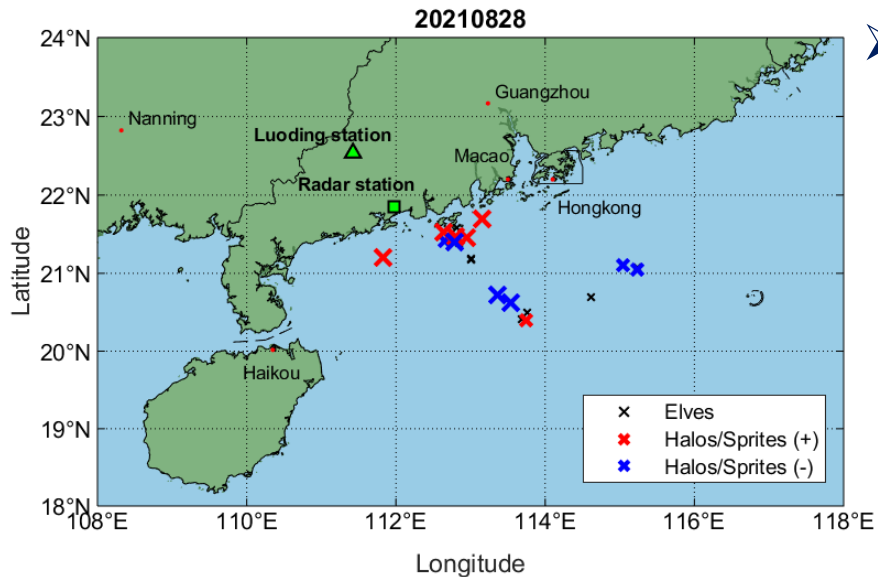 20210828
24°N
23°N
22°N
21°N
20°N
19°N
18°N
Latitude
Nanning
Guangzhou
Luoding station
Macao
Radar station
Hongkong
Haikou
Elves
Halos/Sprites (+)
Halos/Sprites (-)
108°E
110°E
112°E
114°E
116°E
118°E
Longitude